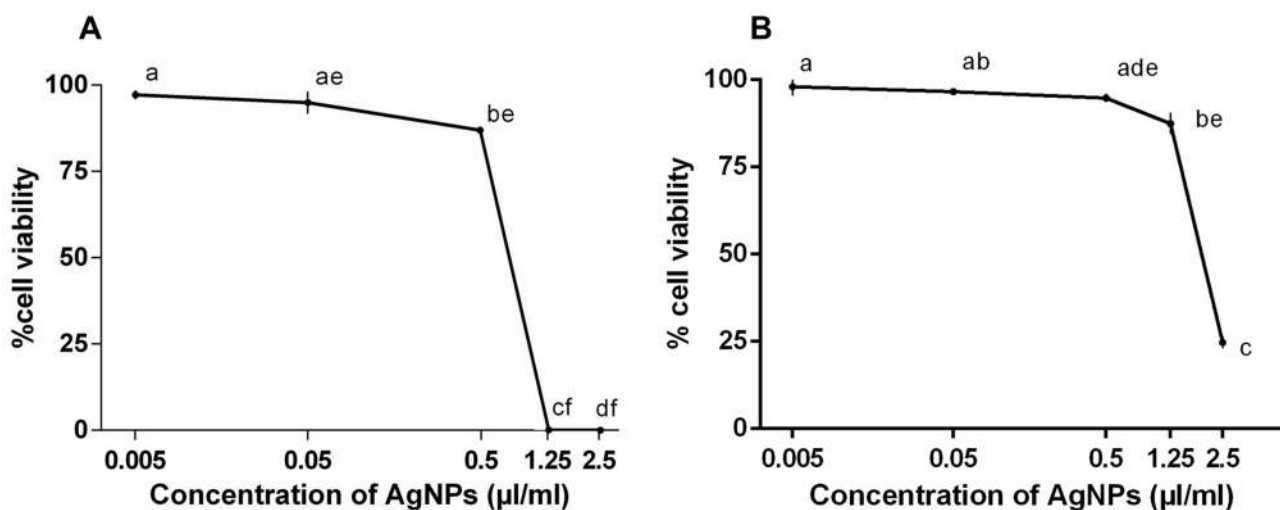 A
a
ae
be
cf
df
100
75
50
25
0
%cell viability
0.005
0.05
0.5
1.25
2.5
Concentration of AgNPs (µl/ml)
B
a
ab
ade
be
c
100
75
50
25
0
% cell viability
0.005
0.05
0.5
1.25
2.5
Concentration of AgNPs (µl/ml)